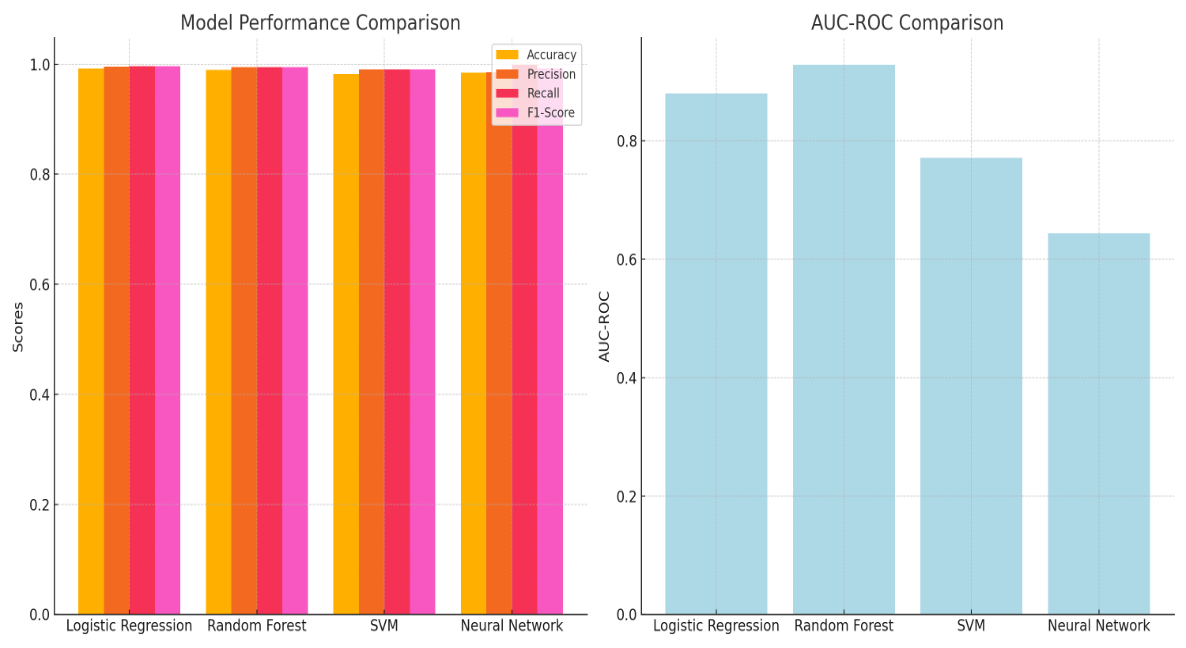 Model Performance Comparison
Accuracy
Precision
Recall
F1-Score
Scores
1.0
0.8
0.6
0.4
0.2
0.0
Logistic Regression Random Forest SVM Neural Network
AUC-ROC Comparison
AUC-ROC
0.8
0.6
0.4
0.2
0.0
Logistic Regression Random Forest SVM Neural Network